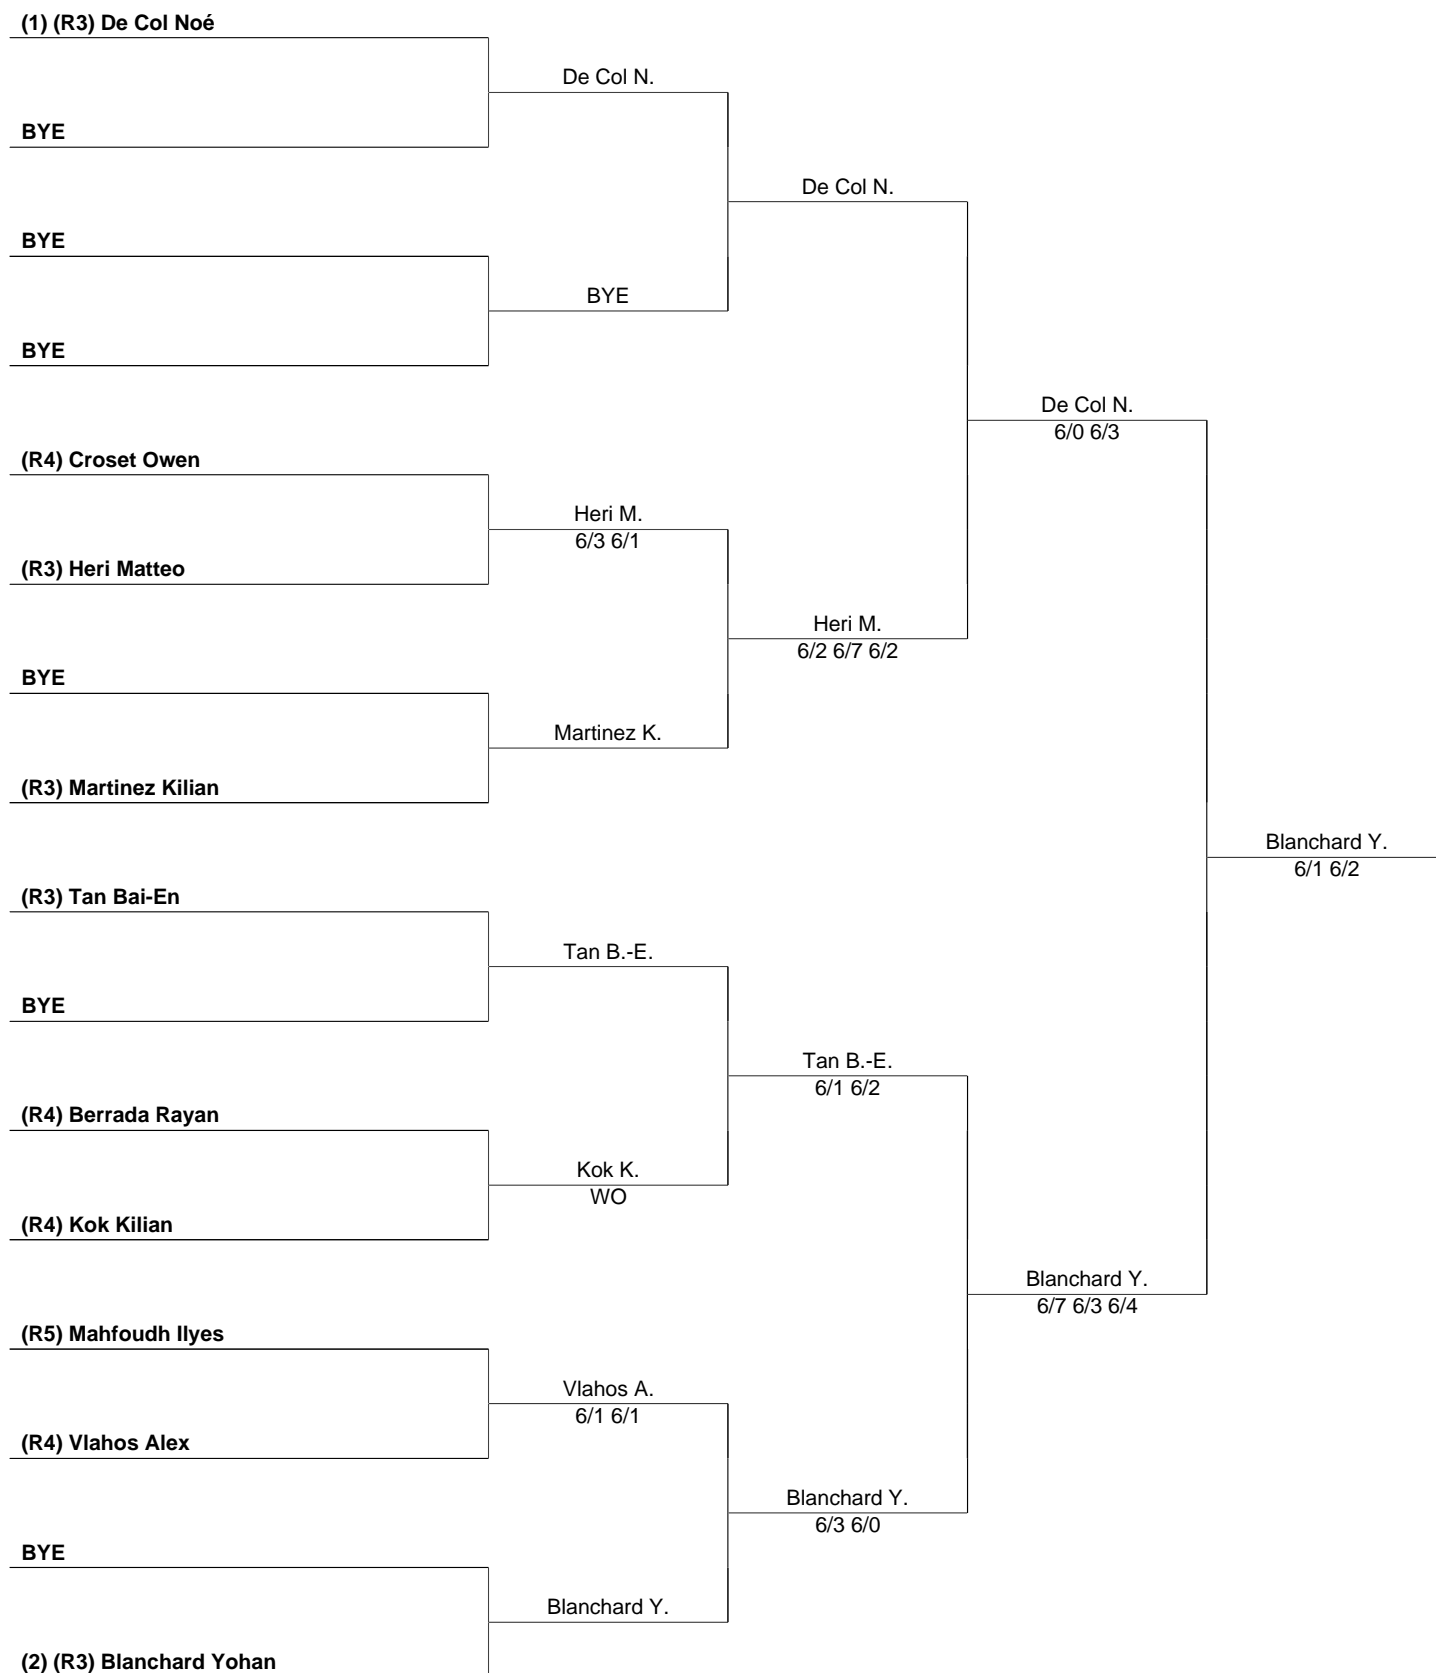 (1) (R3) De Col Noé
De Col N.
BYE
De Col N.
BYE
BYE
BYE
De Col N.
6/0 6/3
(R4) Croset Owen
Heri M.
6/3 6/1
(R3) Heri Matteo
Heri M.
6/2 6/7 6/2
BYE
Martinez K.
(R3) Martinez Kilian
Blanchard Y.
6/1 6/2
(R3) Tan Bai-En
Tan B.-E.
BYE
Tan B.-E.
6/1 6/2
(R4) Berrada Rayan
Kok K.
WO
(R4) Kok Kilian
Blanchard Y.
6/7 6/3 6/4
(R5) Mahfoudh Ilyes
Vlahos A.
6/1 6/1
(R4) Vlahos Alex
Blanchard Y.
6/3 6/0
BYE
Blanchard Y.
(2) (R3) Blanchard Yohan